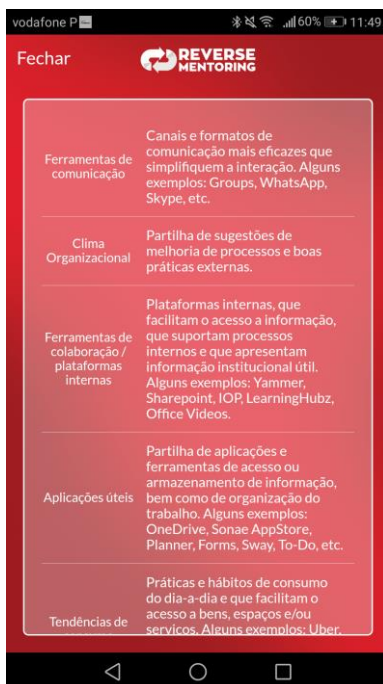 vodafone P
60%
11:49
Fechar
REVERSE
MENTORING
Ferramentas de
comunicação
Canais e formatos de
comunicação mais eficazes que
simplifiquem a interação. Alguns
exemplos: Groups, WhatsApp,
Skype, etc.
Clima
Organizacional
Partilha de sugestões de
melhoria de processos e boas
práticas externas.
Ferramentas de
colaboração /
plataformas
internas
Plataformas internas, que
facilitam o acesso a informação,
que suportam processos
internos e que apresentam
informação institucional útil.
Alguns exemplos: Yammer,
Sharepoint, IOP, LearningHubz,
Office Videos.
Aplicações úteis
Partilha de aplicações e
ferramentas de acesso ou
armazenamento de informação,
bem como de organização do
trabalho. Alguns exemplos:
OneDrive, Sonae AppStore,
Planner, Forms, Sway, To-Do, etc.
Tendências de
Práticas e hábitos de consumo
do dia-a-dia e que facilitam o
acesso a bens, espaços e/ou
serviços. Alguns exemplos: Uber,